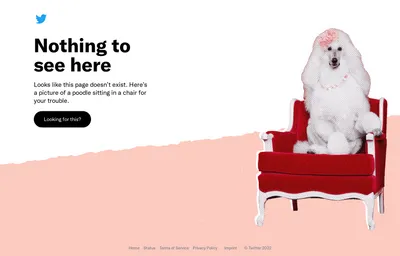 Nothing to
see here
Looks like this page doesn't exist. Here's
a picture of a poodle sitting in a chair for
your trouble.
Looking for this?
Home Status Terms of Service Privacy Policy Imprint © Twitter 2022